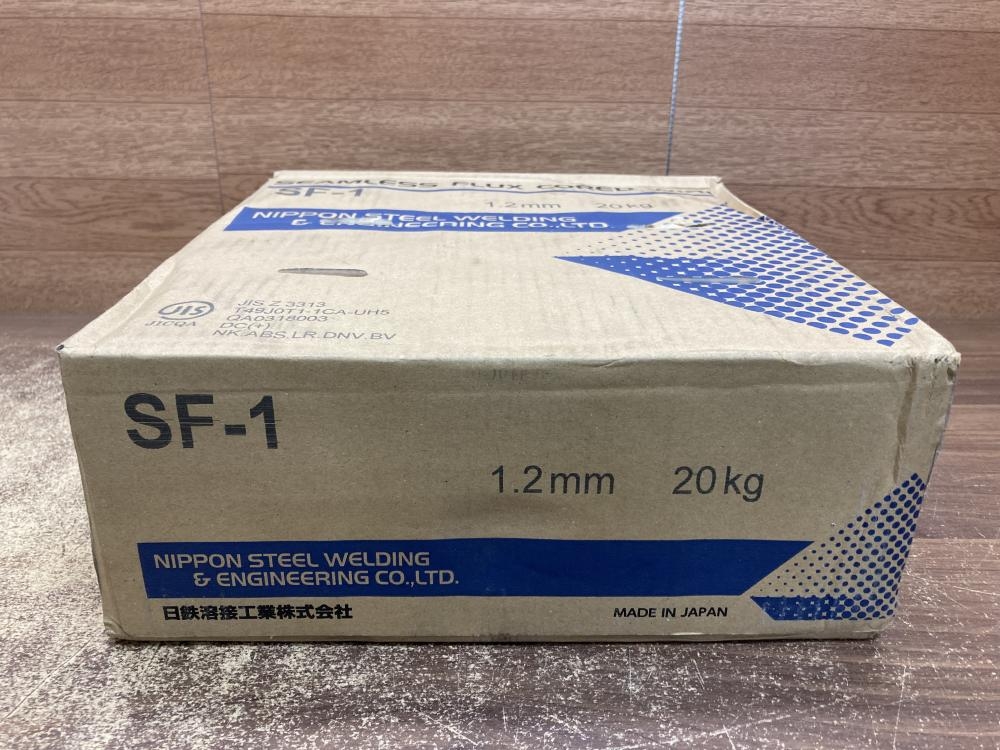 SEAMLESS FLUX CORED
SF-1
1.2mm 20kg
NIPPON STEEL WELDING
& ENGINEERING CO.,LTD.
JIS
JICQA
JIS Z 3313
T49J0T1-1CA-UH5
QA0318003
DC(+)
NK.ABS.LR.DNV.BV
SF-1
1.2mm 20kg
NIPPON STEEL WELDING
& ENGINEERING CO.,LTD.
日鉄溶接工業株式会社
MADE IN JAPAN